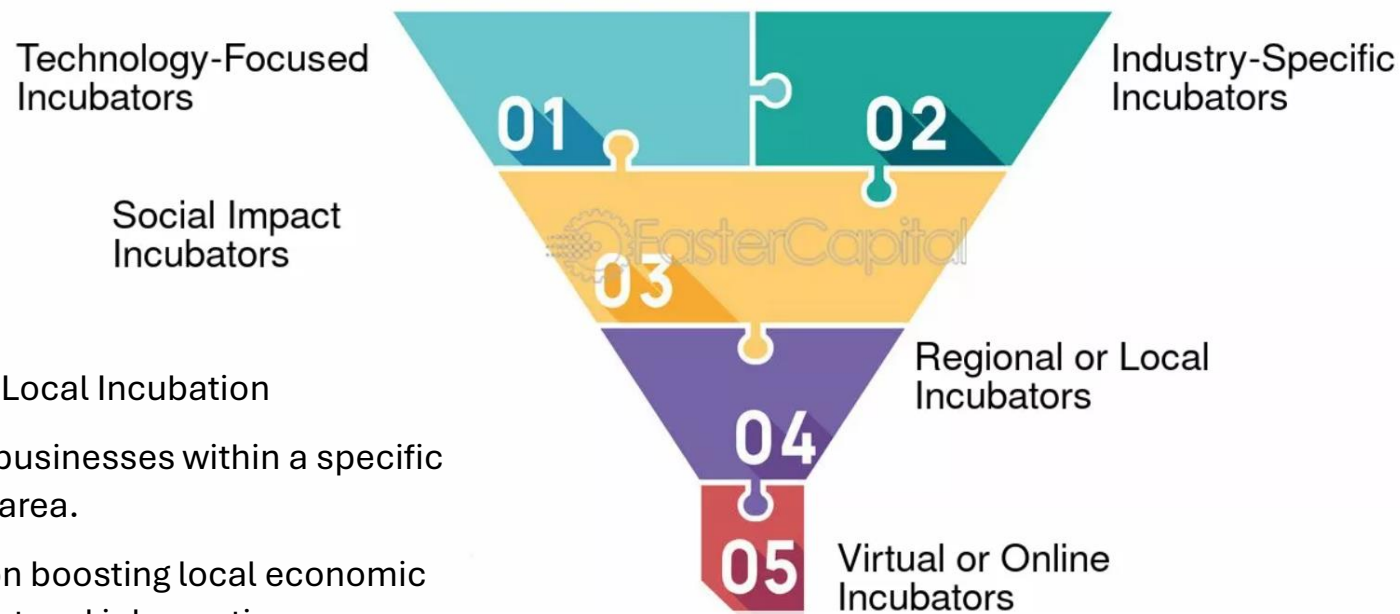 Technology-Focused
Incubators
01
02
Industry-Specific
Incubators
Social Impact
Incubators
FasterCapital
03
Local Incubation
businesses within a specific
area.
on boosting local economic
Regional or Local
Incubators
04
05
Virtual or Online
Incubators